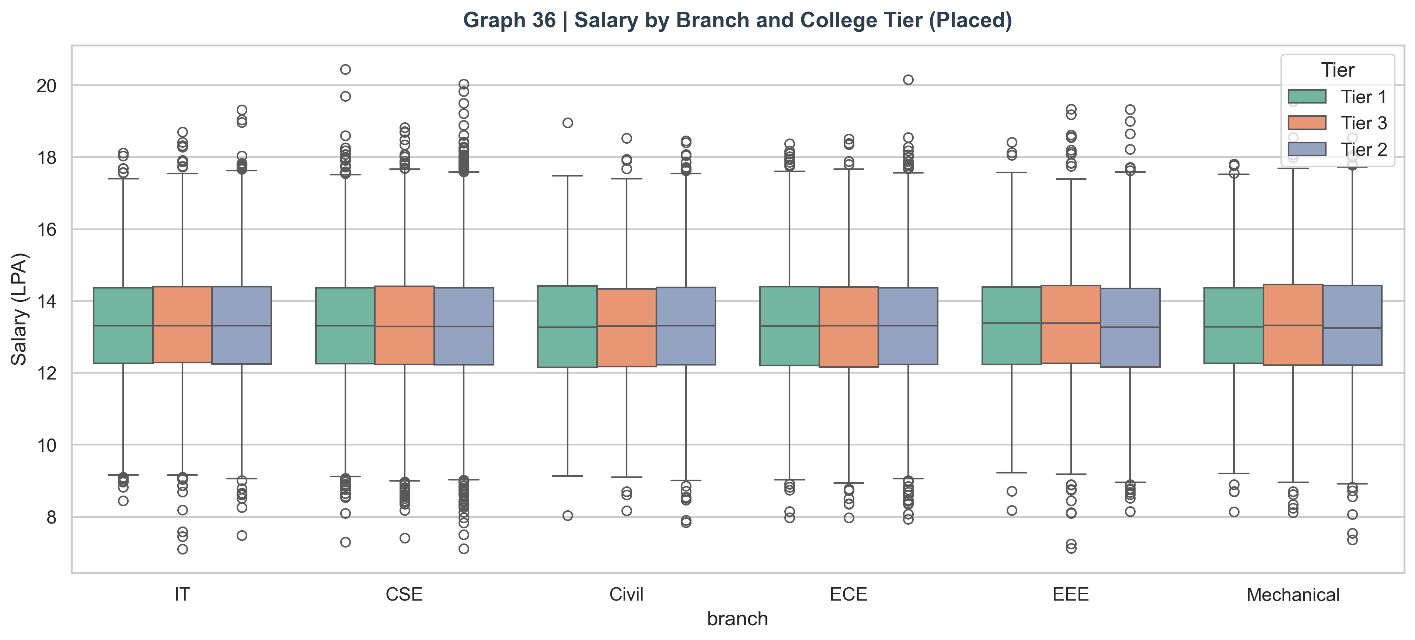 Graph 36 | Salary by Branch and College Tier (Placed)
Salary (LPA)
20
18
16
14
12
10
8
Tier
Tier 1
Tier 3
Tier 2
IT CSE Civil ECE EEE Mechanical
branch